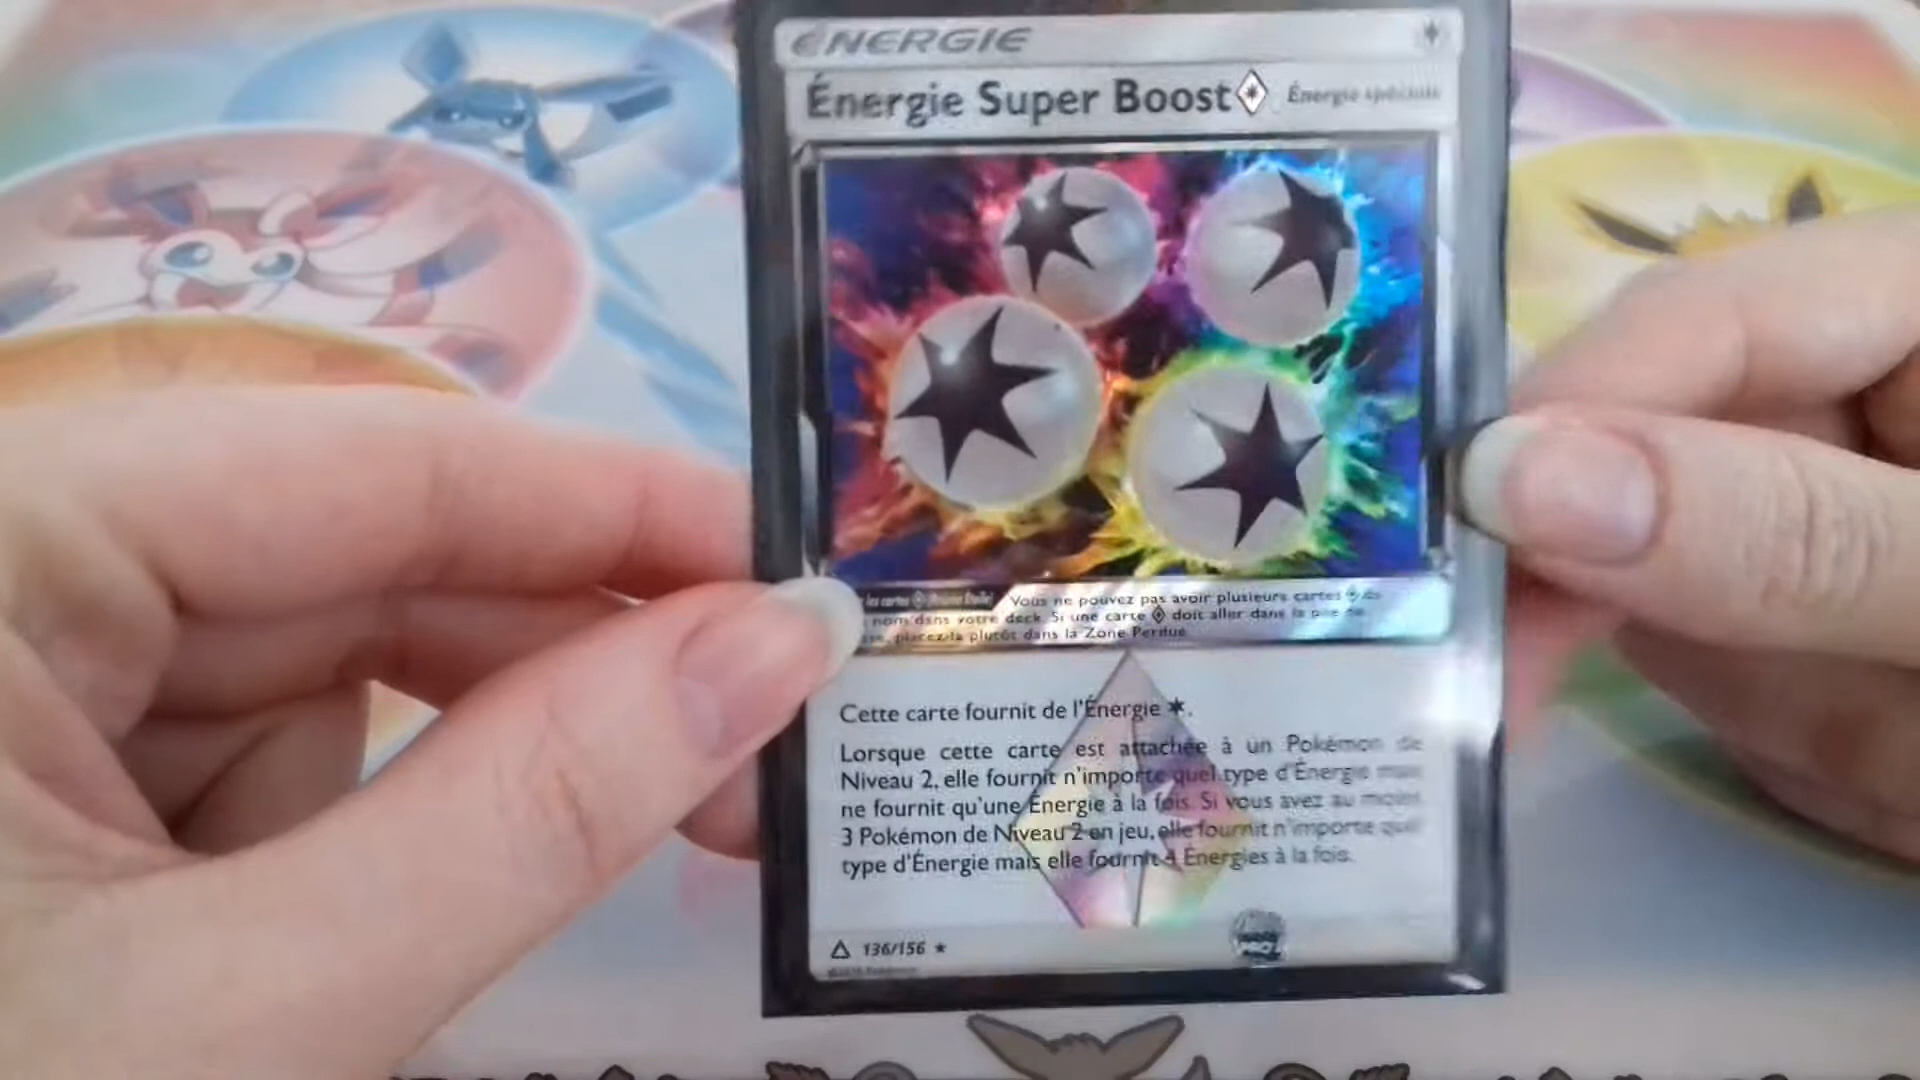 ÉNERGIE
Énergie Super Boost Énergie spéciale
les cartes Vous ne pouvez pas avoir plusieurs cartes de
nom dans votre deck. Si une carte doit aller dans la pile de
placez-la plutôt dans la Zone Perdue
Cette carte fournit de l'Énergie.
Lorsque cette carte est attachée à un Pokémon de
Niveau 2, elle fournit n'importe quel type d'Énergie mais
ne fournit qu'une Énergie à la fois. Si vous avez au moins
3 Pokémon de Niveau 2 en jeu, elle fournit n'importe quel
type d'Énergie mais elle fournit 4 Énergies à la fois.
136/156